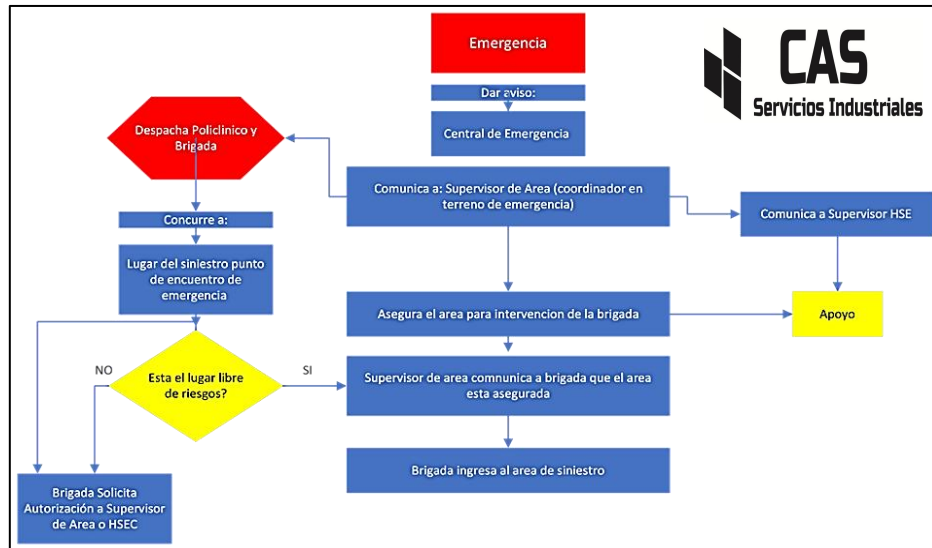 Emergencia
CAS
Servicios Industriales
Dar aviso:
Central de Emergencia
Despacha Policlinico y
Brigada
Comunica a: Supervisor de Area (coordinador en
terreno de emergencia)
Comunica a Supervisor HSE
Concurre a:
Lugar del siniestro punto
de encuentro de
emergencia
Asegura el area para intervencion de la brigada
Apoyo
NO
Esta el lugar libre
de riesgos?
SI
Supervisor de area comnunica a brigada que el area
esta asegurada
Brigada ingresa al area de siniestro
Brigada Solicita
Autorización a Supervisor
de Area o HSEC